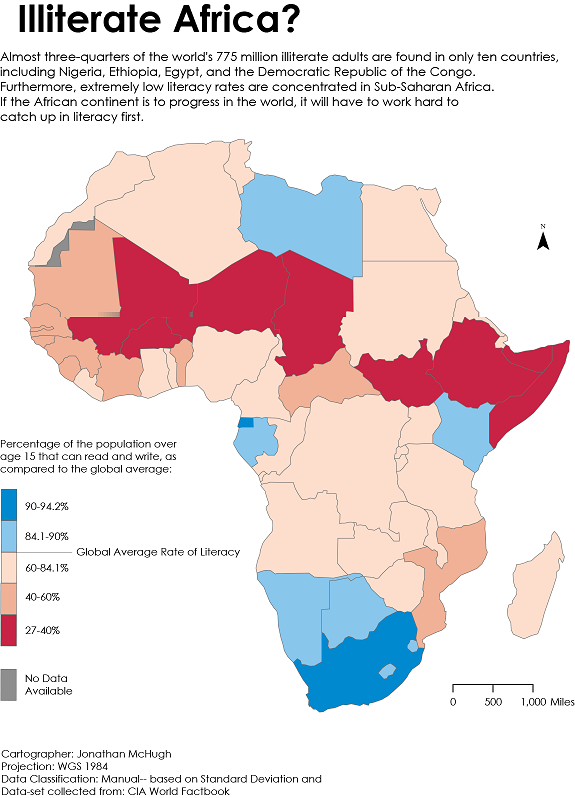 Illiterate Africa?
Almost three-quarters of the world's 775 million illiterate adults are found in only ten countries,
including Nigeria, Ethiopia, Egypt, and the Democratic Republic of the Congo.
Furthermore, extremely low literacy rates are concentrated in Sub-Saharan Africa.
If the African continent is to progress in the world, it will have to work hard to
catch up in literacy first.
N
Percentage of the population over
age 15 that can read and write, as
compared to the global average:
90-94.2%
84.1-90%
Global Average Rate of Literacy
60-84.1%
40-60%
27-40%
No Data
Available
0 500 1,000 Miles
Cartographer: Jonathan McHugh
Projection: WGS 1984
Data Classification: Manual-- based on Standard Deviation and
Data-set collected from: CIA World Factbook